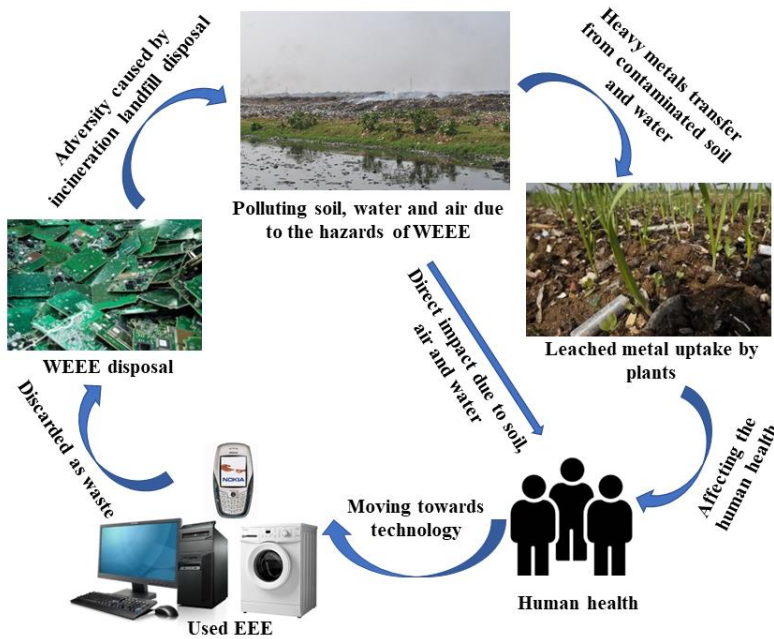 Adversity caused by
incineration landfill disposal
Heavy metals transfer
from contaminated soil
and water
Polluting soil, water and air due
to the hazards of WEEE
WEEE disposal
Direct impact due to soil,
air and water
Leached metal uptake by
plants
Discarded as waste
NOKIA
Moving towards
technology
Affecting the
human health
Used EEE
Human health